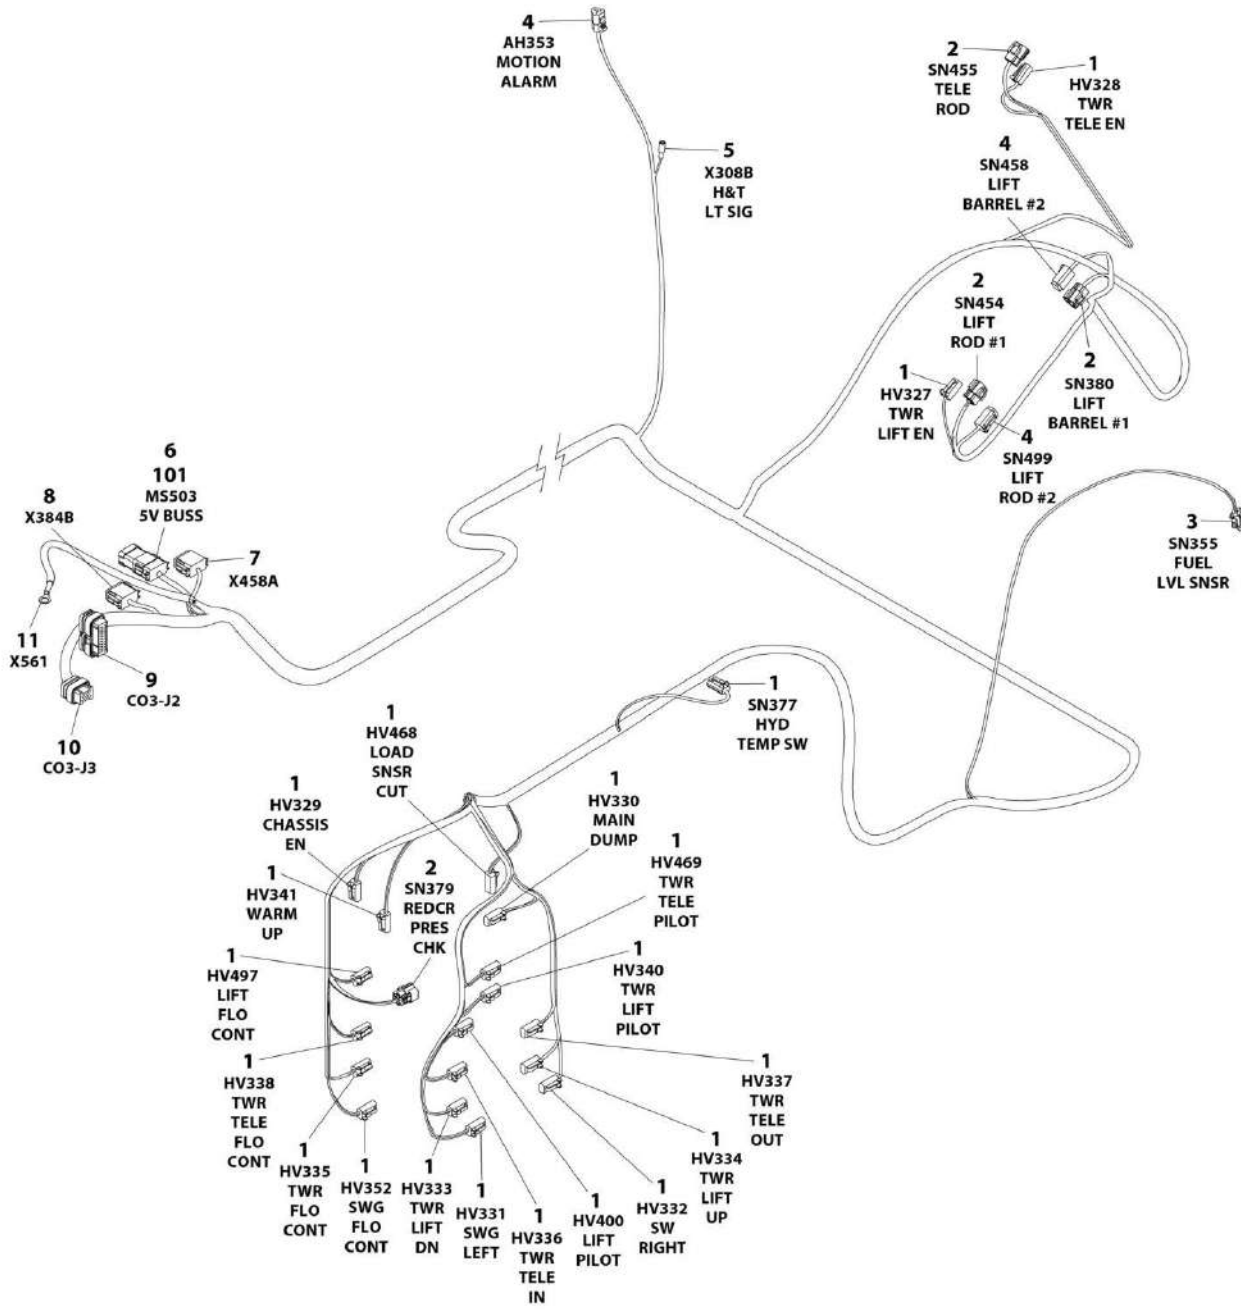 4
AH353
MOTION
ALARM
2
SN455
TELE
ROD
1
HV328
TWR
TELE EN
5
X308B
H&T
LT SIG
4
SN458
LIFT
BARREL #2
2
SN454
LIFT
ROD #1
1
HV327
TWR
LIFT EN
2
SN380
LIFT
BARREL #1
4
SN499
LIFT
ROD #2
3
SN355
FUEL
LVL SNSR
6
101
MS503
5V BUSS
8
X384B
7
X458A
11
X561
9
CO3-J2
10
CO3-J3
1
SN377
HYD
TEMP SW
1
HV468
LOAD
SNSR
CUT
1
HV329
CHASSIS
EN
1
HV330
MAIN
DUMP
1
HV341
WARM
UP
2
SN379
REDCR
PRES
CHK
1
HV469
TWR
TELE
PILOT
1
HV497
LIFT
FLO
CONT
1
HV340
TWR
LIFT
PILOT
1
HV338
TWR
TELE
FLO
CONT
1
HV337
TWR
TELE
OUT
1
HV335
TWR
FLO
CONT
1
HV352
SWG
FLO
CONT
1
HV333
TWR
LIFT
DN
1
HV331
SWG
LEFT
1
HV336
TWR
TELE
IN
1
HV400
LIFT
PILOT
1
HV332
SW
RIGHT
1
HV334
TWR
LIFT
UP